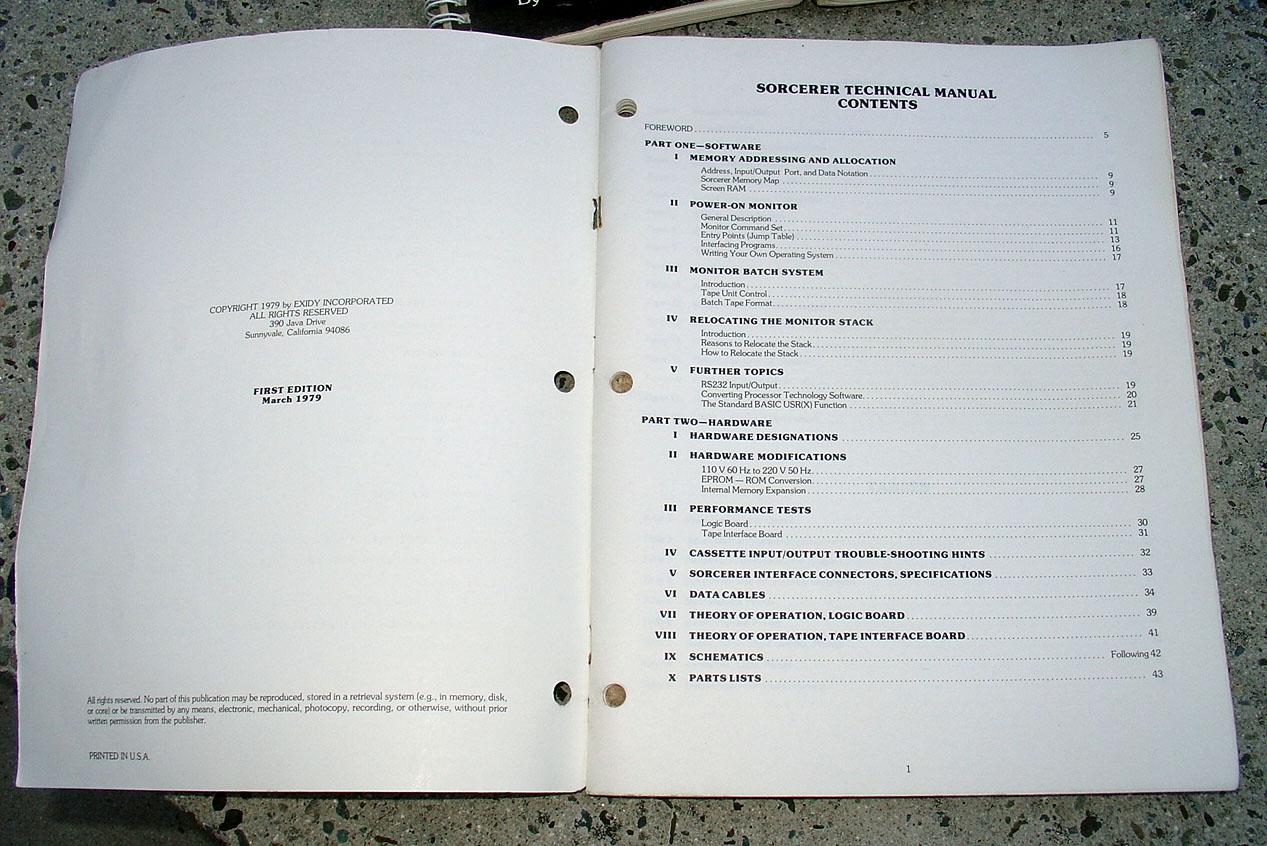 By
COPYRIGHT 1979 by EXIDY INCORPORATED
ALL RIGHTS RESERVED
390 Java Drive
Sunnyvale, California 94086
FIRST EDITION
March 1979
All rights reserved. No part of this publication may be reproduced, stored in a retrieval system (e.g., in memory, disk,
or core) or be transmitted by any means, electronic, mechanical, photocopy, recording, or otherwise, without prior
written permission from the publisher.
PRINTED IN U.S.A.
SORCERER TECHNICAL MANUAL
CONTENTS
FOREWORD 5
PART ONE—SOFTWARE
I MEMORY ADDRESSING AND ALLOCATION
Address, Input/Output Port, and Data Notation 9
Sorcerer Memory Map 9
Screen RAM 9
II POWER-ON MONITOR
General Description 11
Monitor Command Set 11
Entry Points (Jump Table) 13
Interfacing Programs 16
Writing Your Own Operating System 17
III MONITOR BATCH SYSTEM
Introduction 17
Tape Unit Control 18
Batch Tape Format 18
IV RELOCATING THE MONITOR STACK
Introduction 19
Reasons to Relocate the Stack 19
How to Relocate the Stack 19
V FURTHER TOPICS
RS232 Input/Output 19
Converting Processor Technology Software 20
The Standard BASIC USR(X) Function 21
PART TWO—HARDWARE
I HARDWARE DESIGNATIONS 25
II HARDWARE MODIFICATIONS
110 V 60 Hz to 220 V 50 Hz 27
EPROM — ROM Conversion 27
Internal Memory Expansion 28
III PERFORMANCE TESTS
Logic Board 30
Tape Interface Board 31
IV CASSETTE INPUT/OUTPUT TROUBLE-SHOOTING HINTS 32
V SORCERER INTERFACE CONNECTORS, SPECIFICATIONS 33
VI DATA CABLES 34
VII THEORY OF OPERATION, LOGIC BOARD 39
VIII THEORY OF OPERATION, TAPE INTERFACE BOARD 41
IX SCHEMATICS Following 42
X PARTS LISTS 43
1